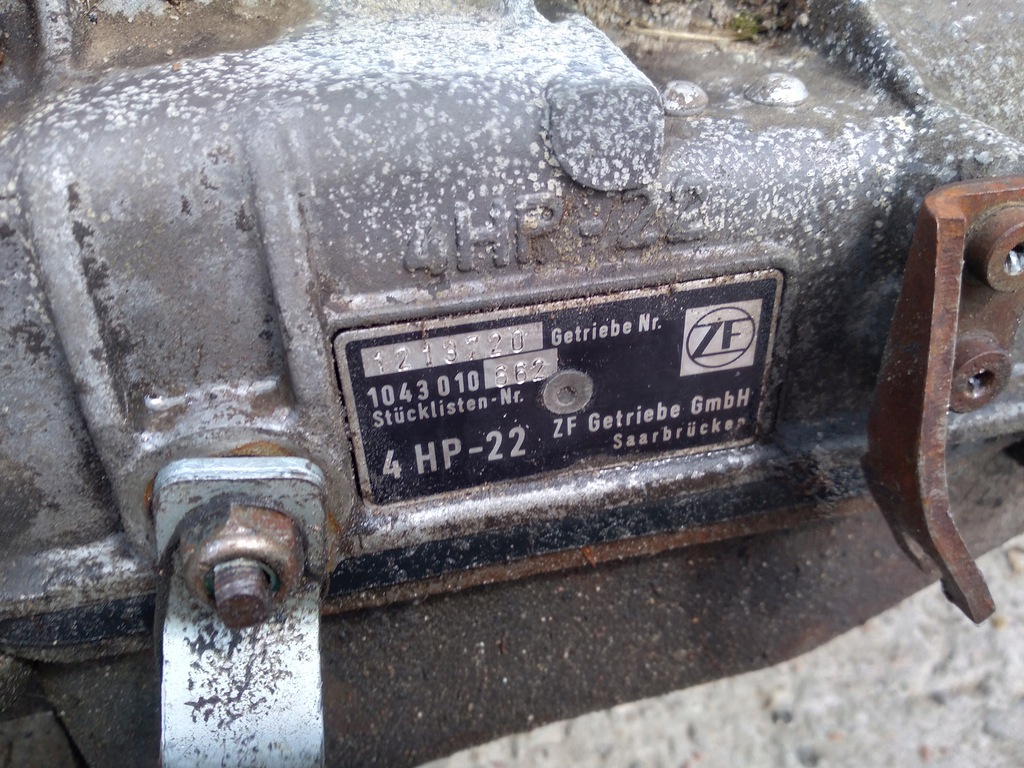 4HP-22
1213720 Getriebe Nr. ZF
1043 010 662
Stücklisten-Nr.
4 HP-22 ZF Getriebe GmbH
Saarbrücken